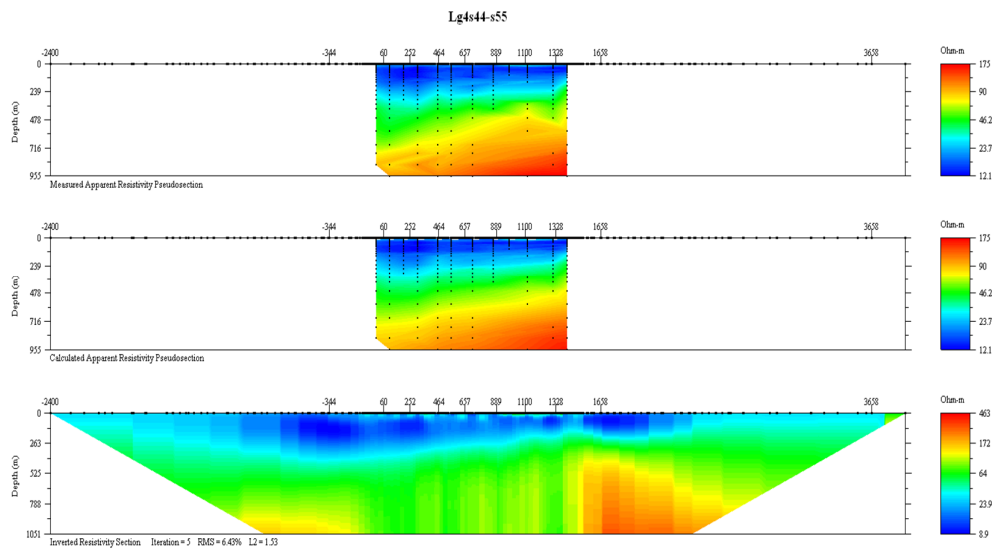 Lg4s44-s55
-2400 -344 60 252 464 657 889 1100 1328 1658 3658
Ohm-m
0
239
478
716
955
Depth (m)
175
90
46.2
23.7
12.1
Measured Apparent Resistivity Pseudosection
-2400 -344 60 252 464 657 889 1100 1328 1658 3658
Ohm-m
0
239
478
716
955
Depth (m)
175
90
46.2
23.7
12.1
Calculated Apparent Resistivity Pseudosection
-2400 -344 60 252 464 657 889 1100 1328 1658 3658
Ohm-m
0
263
525
788
1051
Depth (m)
463
172
64
23.9
8.9
Inverted Resistivity Section Iteration = 5 RMS = 6.43% L2 = 1.53